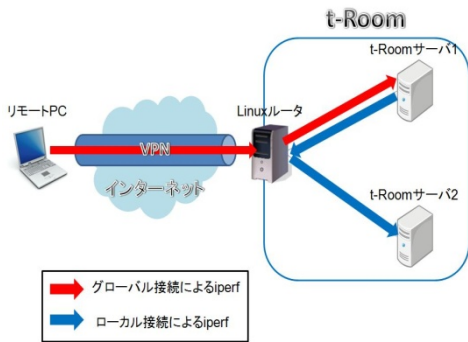 t-Room
t-Roomサーバ1
リモートPC
Linuxルータ
VPN
インターネット
t-Roomサーバ2
グローバル接続によるiperf
ローカル接続によるiperf